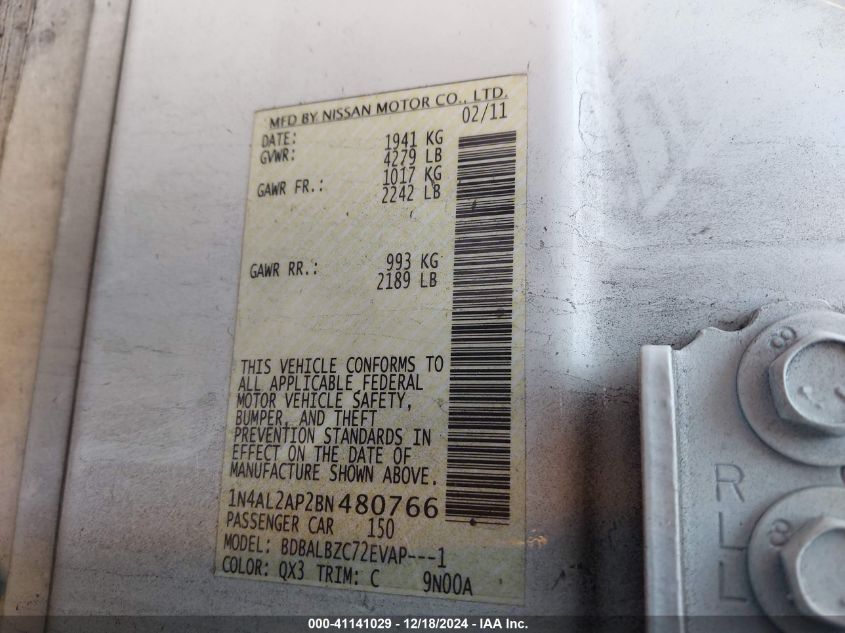 MFD BY NISSAN MOTOR CO., LTD.
DATE: 02/11
GVWR: 1941 KG
4279 LB
GAWR FR.: 1017 KG
2242 LB
GAWR RR.: 993 KG
2189 LB
THIS VEHICLE CONFORMS TO
ALL APPLICABLE FEDERAL
MOTOR VEHICLE SAFETY,
BUMPER, AND THEFT
PREVENTION STANDARDS IN
EFFECT ON THE DATE OF
MANUFACTURE SHOWN ABOVE.
1N4AL2AP2BN480766
PASSENGER CAR 150
MODEL: BDBALBZC72EVAP---1
COLOR: QX3 TRIM: C 9N00A
8
8
RLL
000-41141029 - 12/18/2024 - IAA Inc.